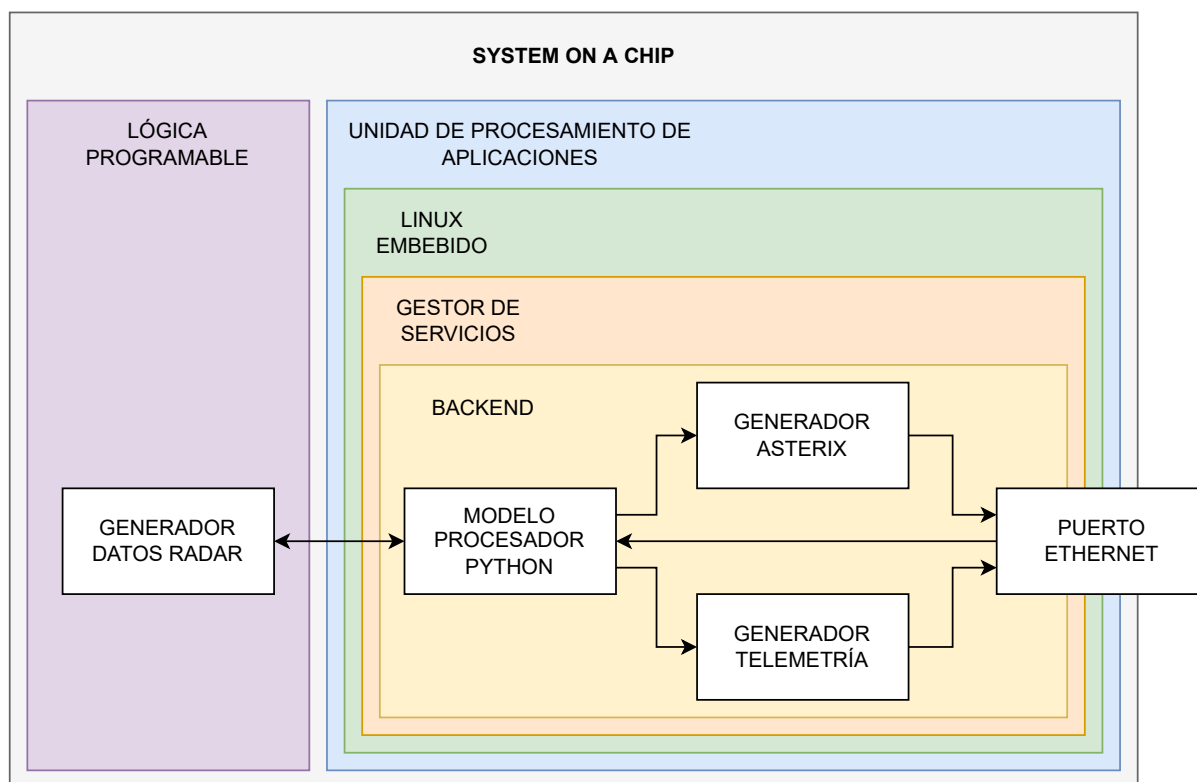 SYSTEM ON A CHIP
LÓGICA
PROGRAMABLE
UNIDAD DE PROCESAMIENTO DE
APLICACIONES
LINUX
EMBEBIDO
GESTOR DE
SERVICIOS
BACKEND
GENERADOR
ASTERIX
GENERADOR
DATOS RADAR
MODELO
PROCESADOR
PYTHON
PUERTO
ETHERNET
GENERADOR
TELEMETRÍA